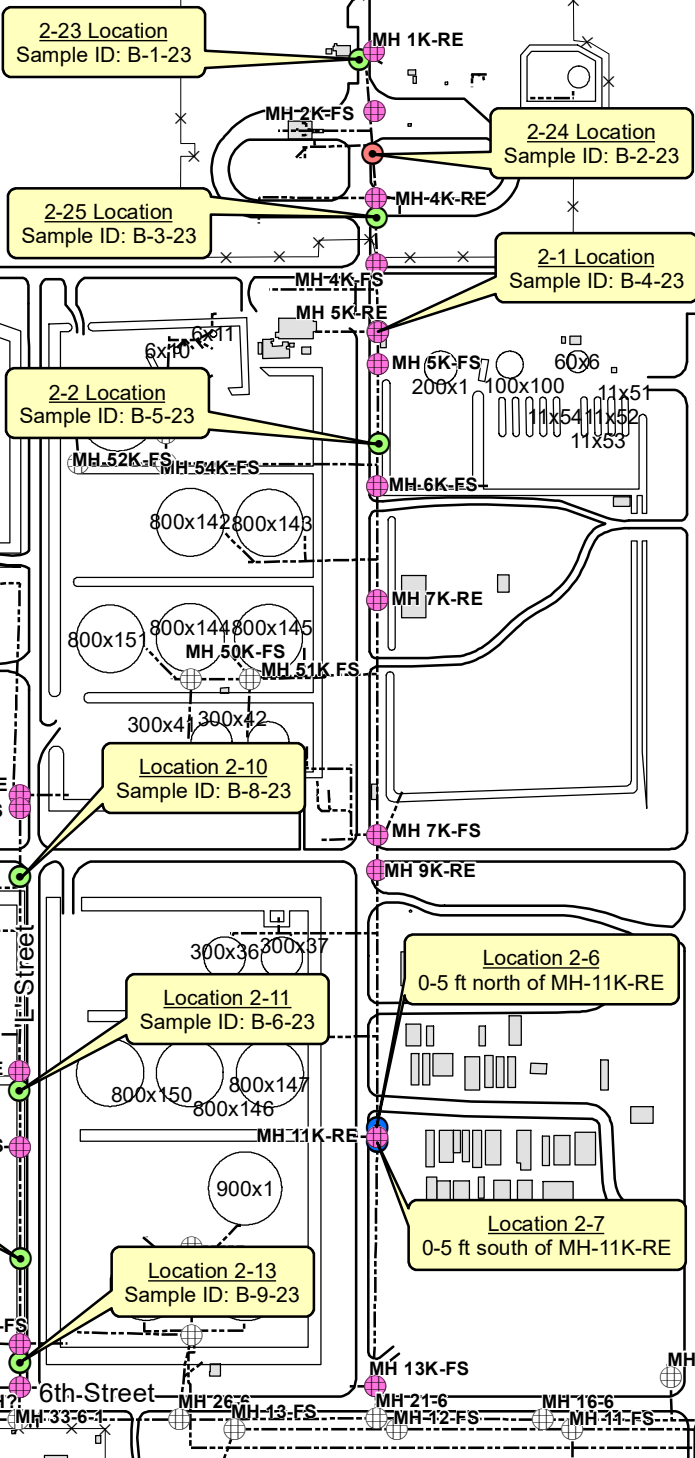 2-23 Location
Sample ID: B-1-23
MH 1K-RE
MH 2K-FS
2-24 Location
Sample ID: B-2-23
MH 4K-RE
2-25 Location
Sample ID: B-3-23
2-1 Location
Sample ID: B-4-23
MH 4K-FS
MH 5K-RE
6x11
6x10
MH 5K-FS
60x6
200x1
100x100
11x51
2-2 Location
Sample ID: B-5-23
11x54
11x52
11x53
MH 52K-FS
MH 54K-FS
MH 6K-FS
800x142
800x143
MH 7K-RE
800x151
800x144
800x145
MH 50K-FS
MH 51K FS
300x41
300x42
Location 2-10
Sample ID: B-8-23
MH 7K-FS
MH 9K-RE
300x36
300x37
"L" Street
Location 2-6
0-5 ft north of MH-11K-RE
Location 2-11
Sample ID: B-6-23
800x150
800x147
800x146
MH 11K-RE
900x1
Location 2-7
0-5 ft south of MH-11K-RE
Location 2-13
Sample ID: B-9-23
-FS
MH 13K-FS
MH
6th-Street
MH 26-6
MH 21-6
MH 16-6
MH 33-6-1
MH 13-FS
MH 12-FS
MH 11-FS